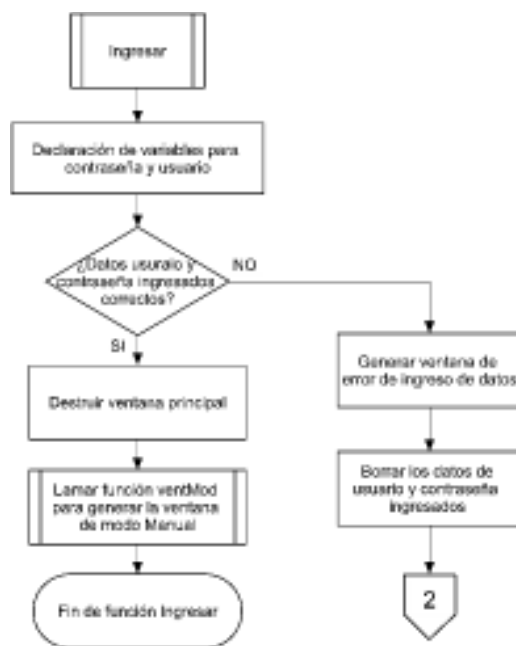 Ingresar
Declaración de variables para
contraseña y usuario
¿Datos usuraio y
contraseña ingresados
correctos?
NO
SI
Generar ventana de
error de ingreso de datos
Destruir ventana principal
Borrar los datos de
usuario y contraseña
ingresados
Lamar función ventMod
para generar la ventana
de modo Manual
2
Fin de función Ingresar